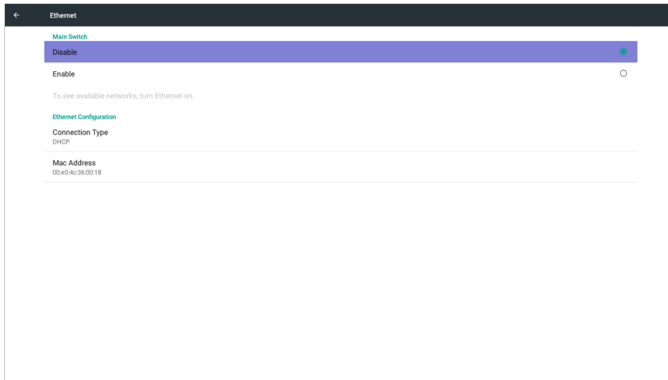 Ethernet
Main Switch
Disable
Enable
To see available networks, turn Ethernet on.
Ethernet Configuration
Connection Type
DHCP
Mac Address
00:e0:4c:36:00:18